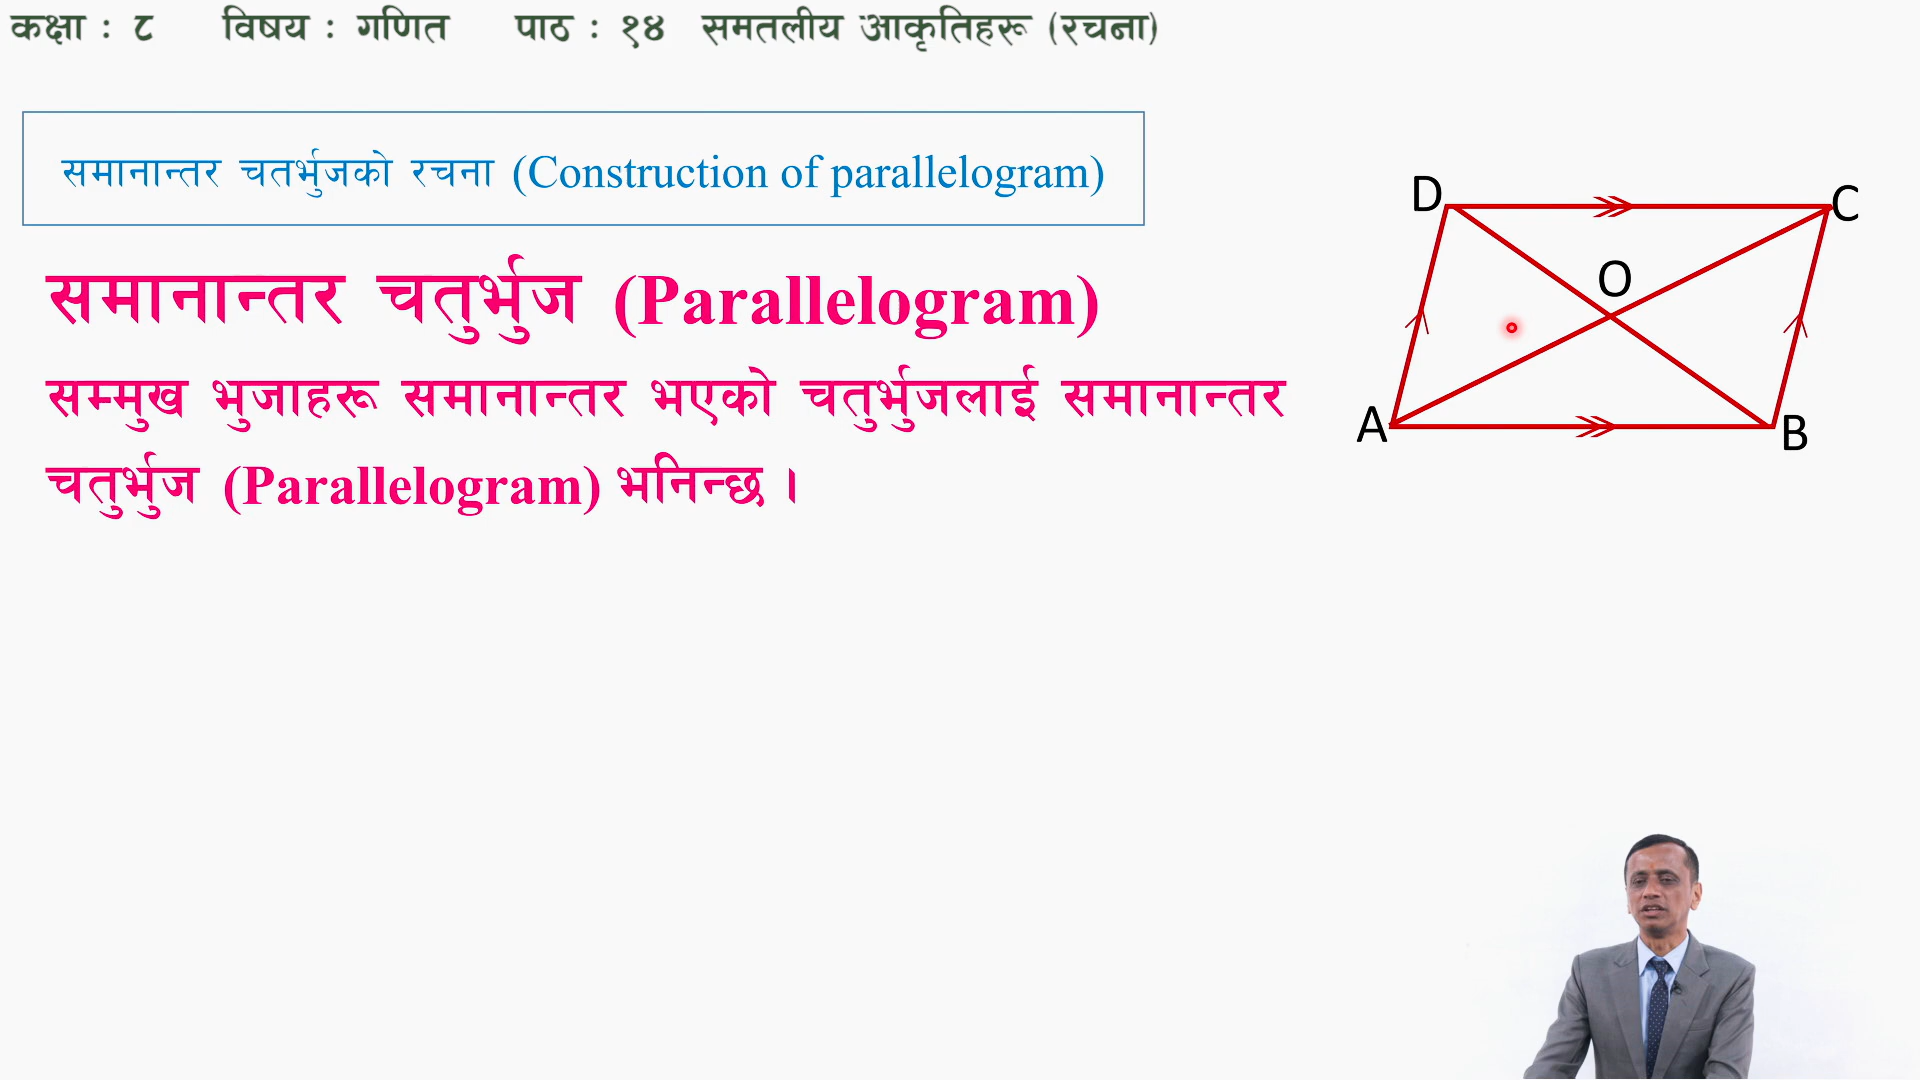 कक्षा : ८ विषय : गणित पाठ : १४ समतलीय आकृतिहरू (रचना)
समानान्तर चतर्भुजको रचना (Construction of parallelogram)
समानान्तर चतुर्भुज (Parallelogram)
सम्मुख भुजाहरू समानान्तर भएको चतुर्भुजलाई समानान्तर
चतुर्भुज (Parallelogram) भनिन्छ ।
D
C
O
A
B